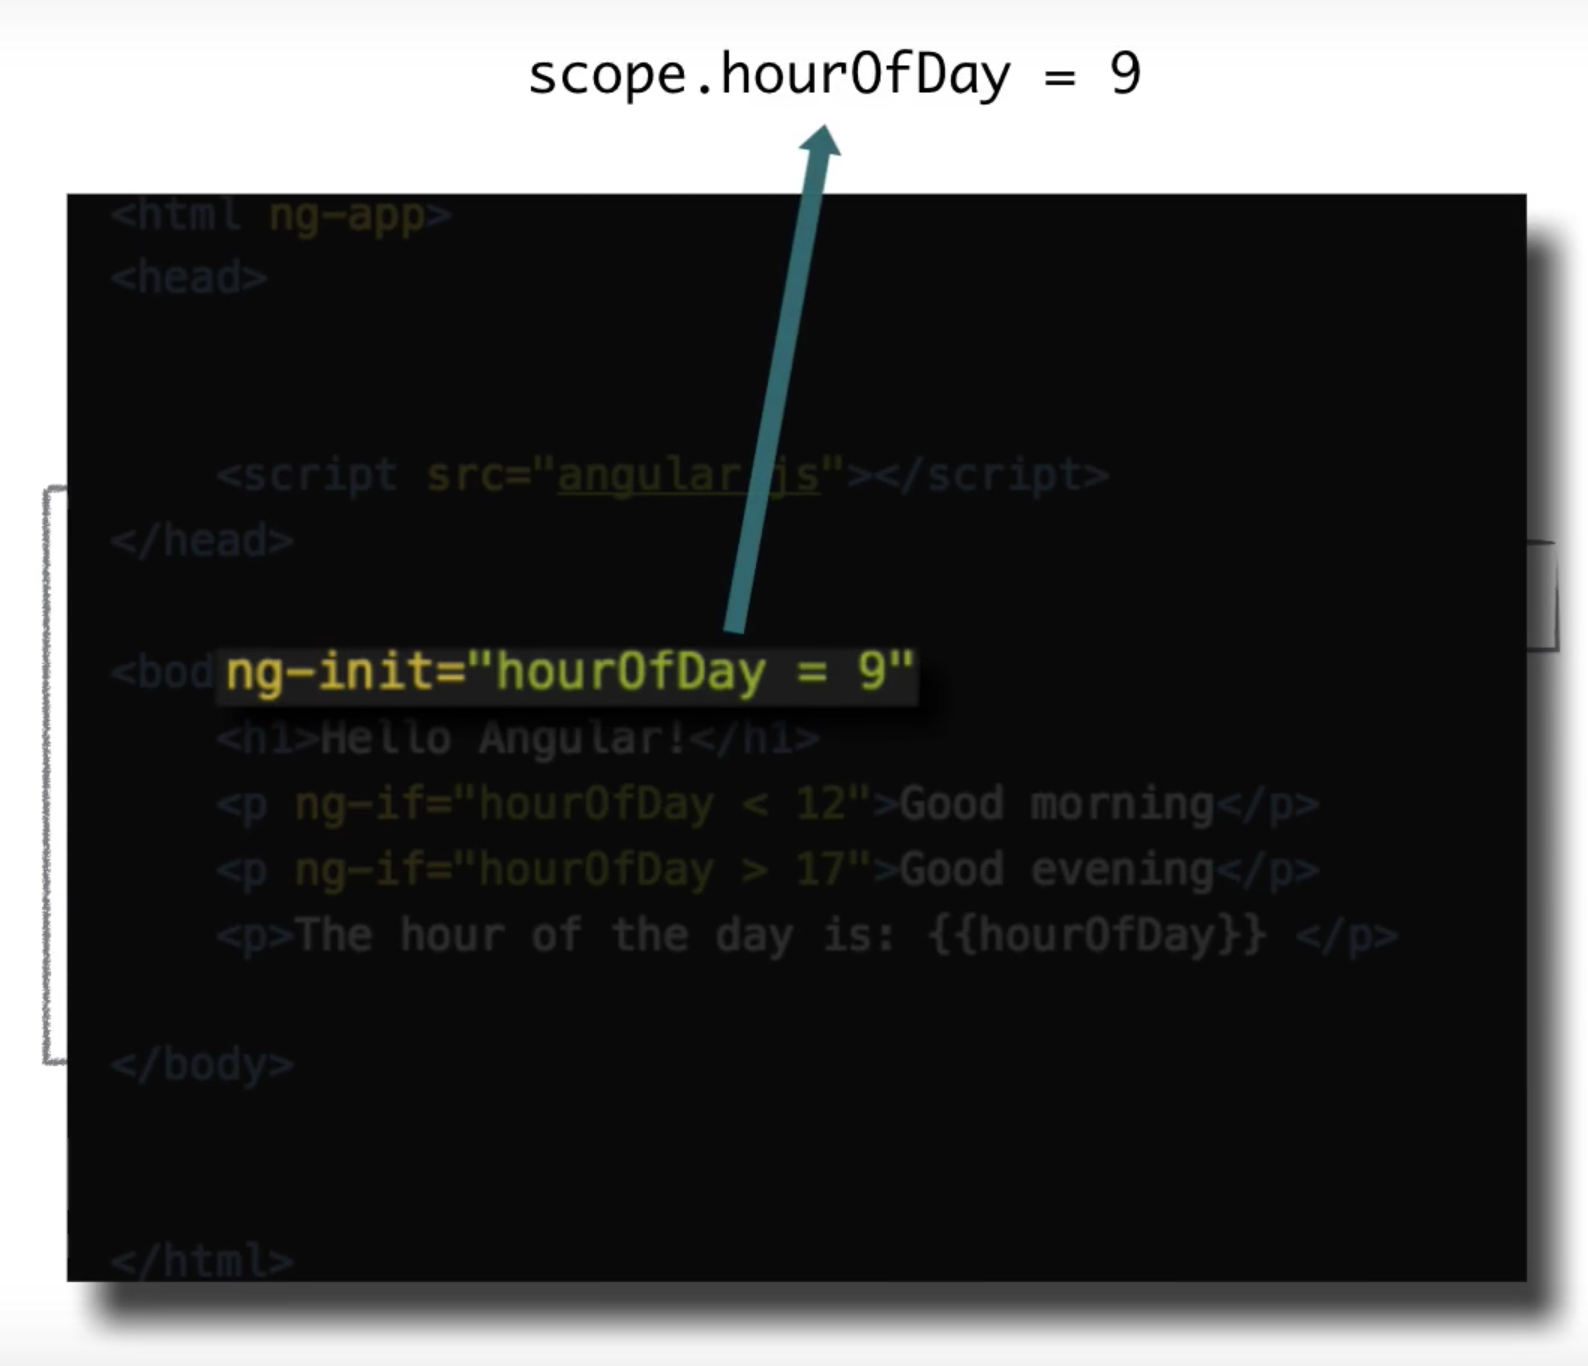 scope.hourOfDay = 9
<html ng-app>
<head>
<script src="angular.js"></script>
</head>
<bod ng-init="hourOfDay = 9"
<h1>Hello Angular!</h1>
<p ng-if="hourOfDay < 12">Good morning</p>
<p ng-if="hourOfDay > 17">Good evening</p>
<p>The hour of the day is: {{hourOfDay}} </p>
</body>
</html>